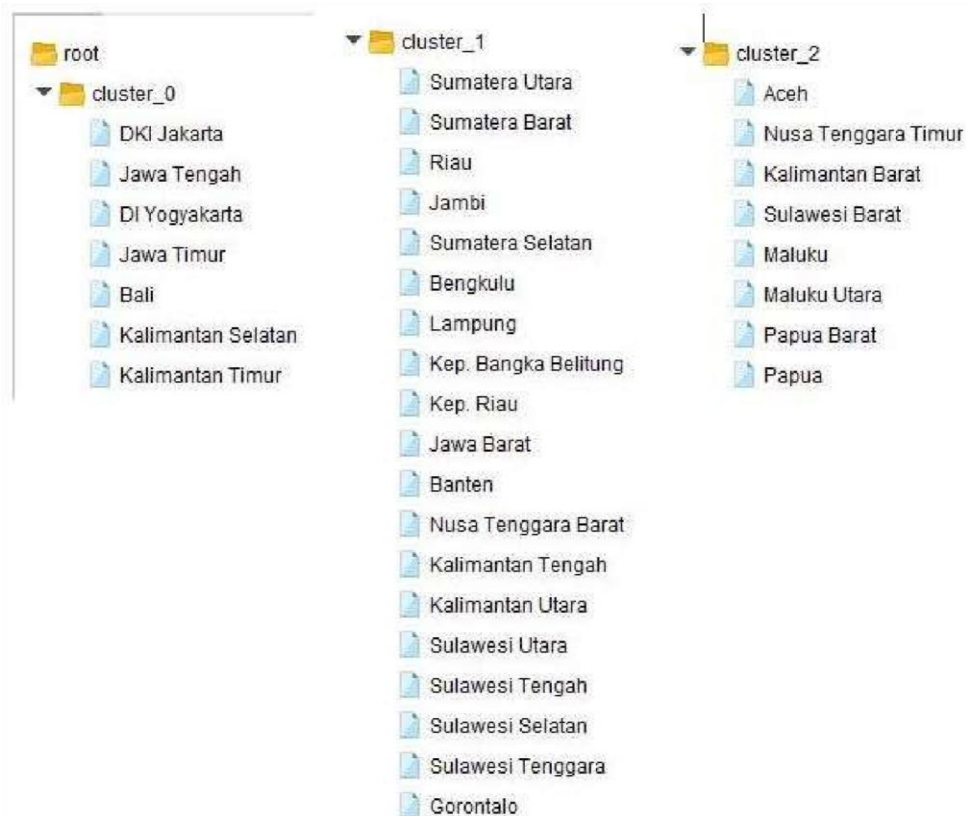 root
cluster_0
DKI Jakarta
Jawa Tengah
DI Yogyakarta
Jawa Timur
Bali
Kalimantan Selatan
Kalimantan Timur
cluster_1
Sumatera Utara
Sumatera Barat
Riau
Jambi
Sumatera Selatan
Bengkulu
Lampung
Kep. Bangka Belitung
Kep. Riau
Jawa Barat
Banten
Nusa Tenggara Barat
Kalimantan Tengah
Kalimantan Utara
Sulawesi Utara
Sulawesi Tengah
Sulawesi Selatan
Sulawesi Tenggara
Gorontalo
cluster_2
Aceh
Nusa Tenggara Timur
Kalimantan Barat
Sulawesi Barat
Maluku
Maluku Utara
Papua Barat
Papua